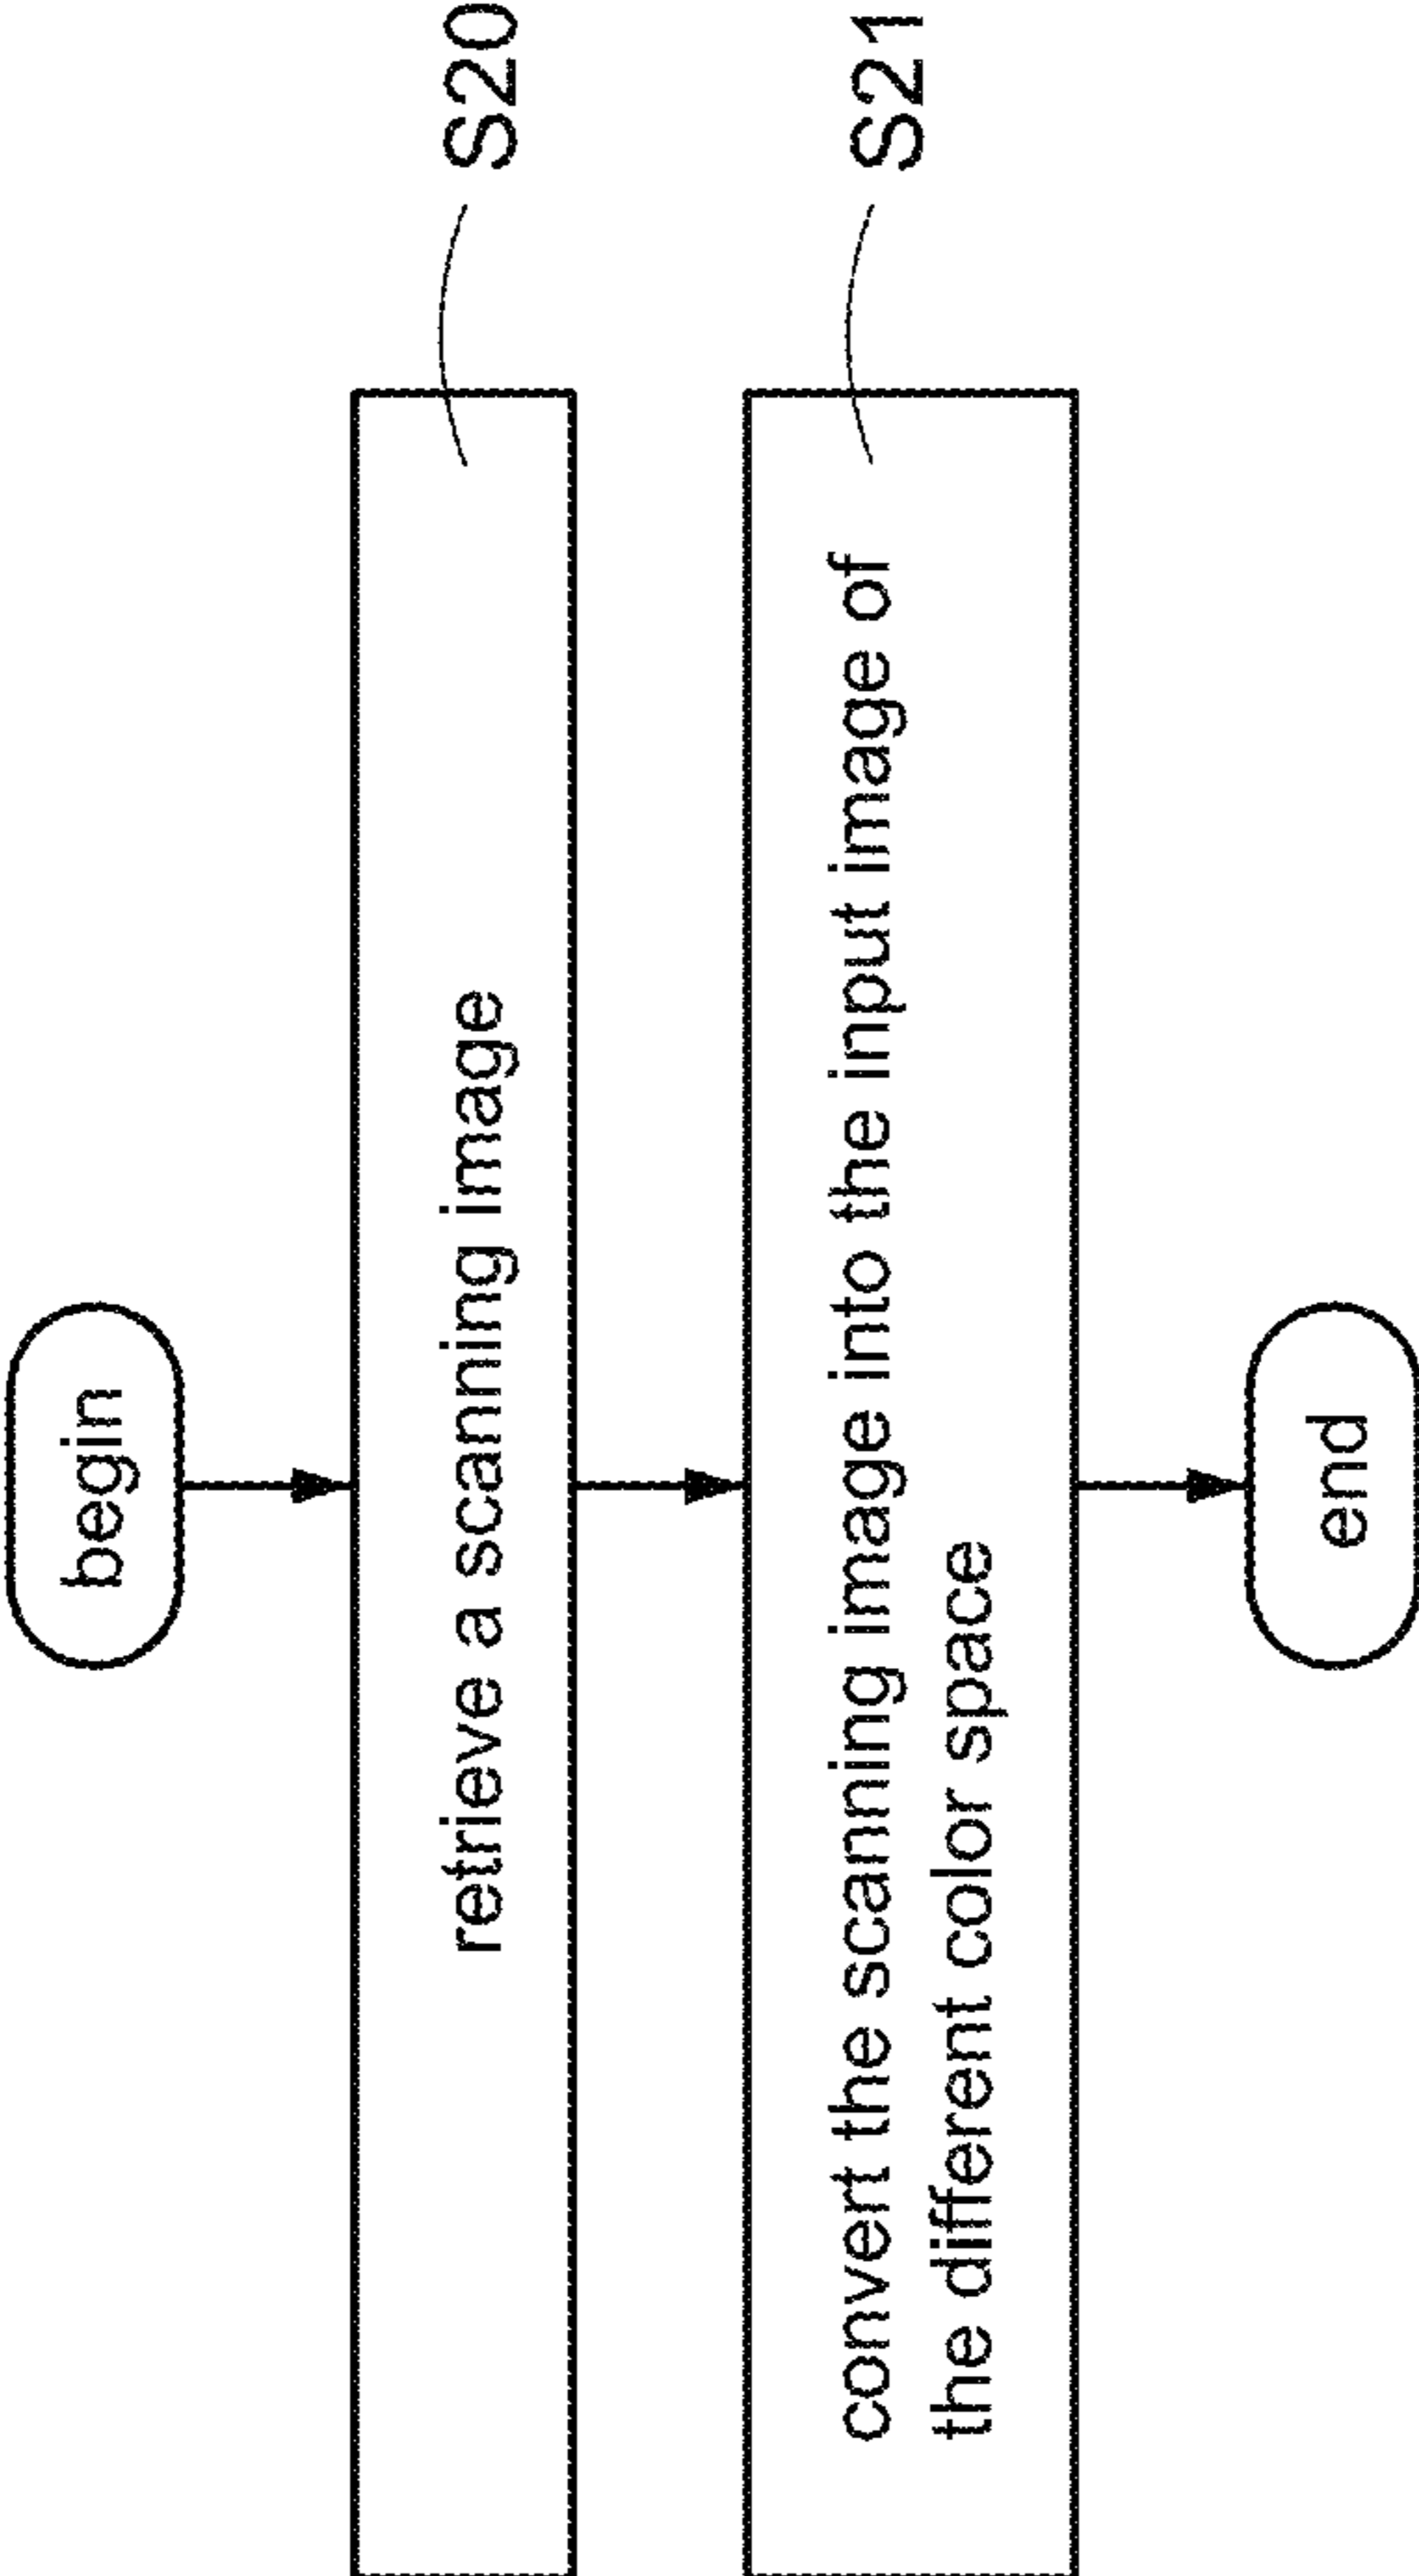 begin
retrieve a scanning image
S20
convert the scanning image into the input image of
the different color space
S21
end